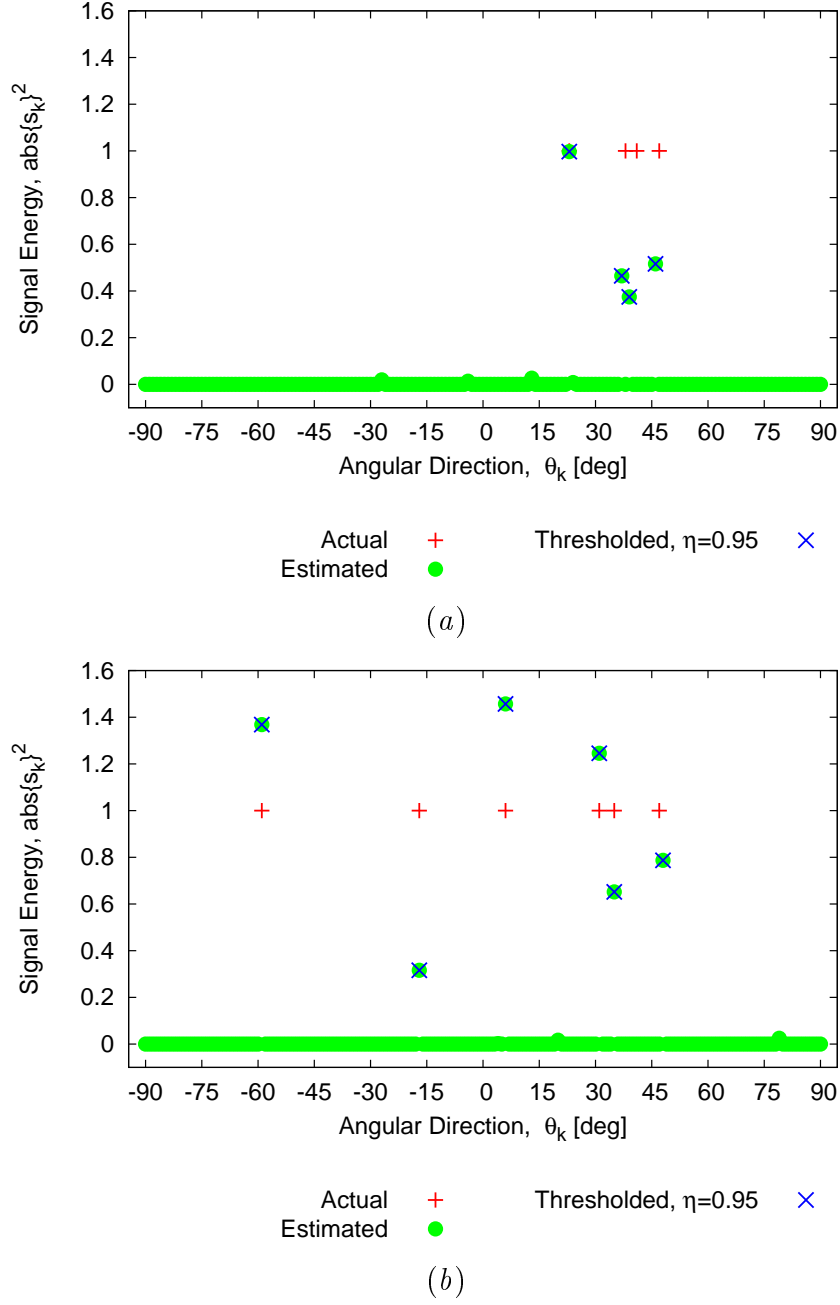 1.6
1.4
1.2
1
0.8
0.6
0.4
0.2
0
Signal Energy, abs{s_k}^2
-90 -75 -60 -45 -30 -15 0 15 30 45 60 75 90
Angular Direction, θ_k [deg]
Actual
Thresholded, η=0.95
Estimated
(a)
1.6
1.4
1.2
1
0.8
0.6
0.4
0.2
0
Signal Energy, abs{s_k}^2
-90 -75 -60 -45 -30 -15 0 15 30 45 60 75 90
Angular Direction, θ_k [deg]
Actual
Thresholded, η=0.95
Estimated
(b)